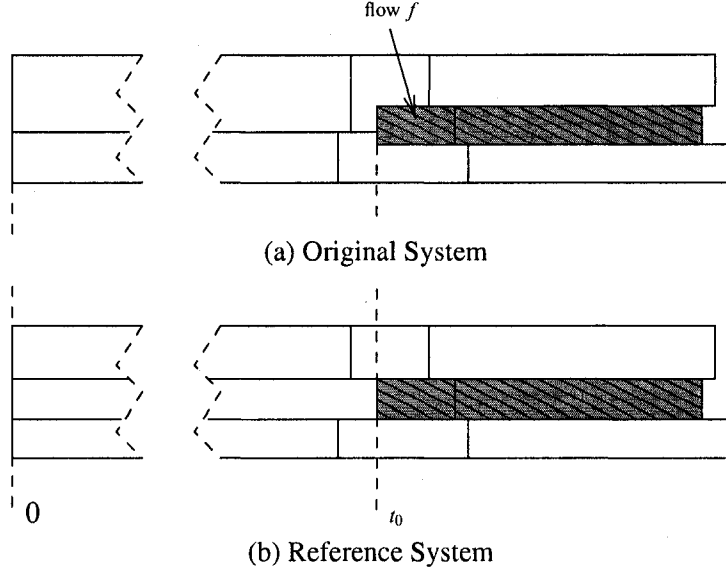 flow f
(a) Original System
0
t₀
(b) Reference System